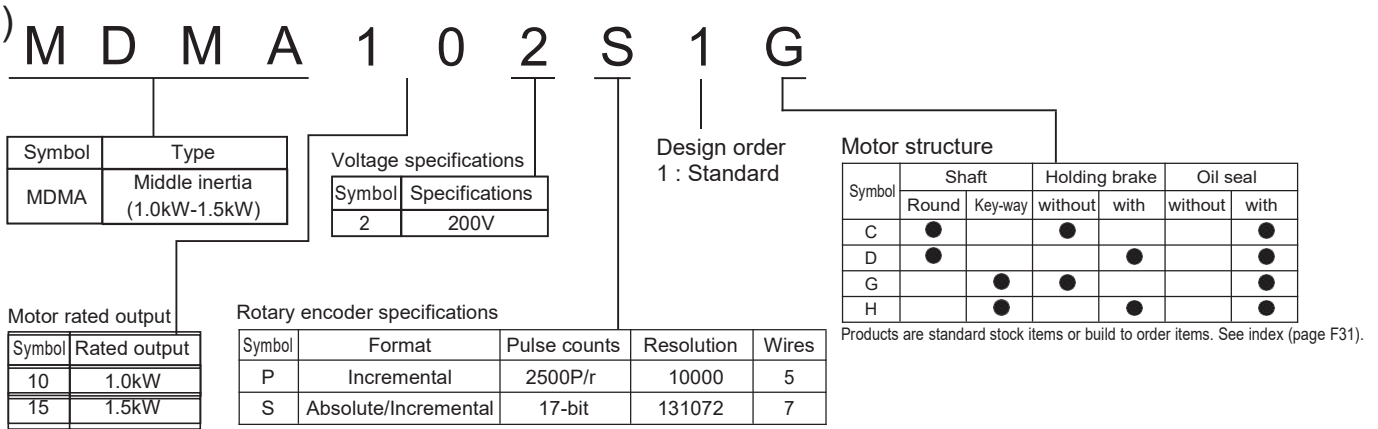 )
M D M A 1 0 2 S 1 G
Symbol Type
MDMA Middle inertia
(1.0kW-1.5kW)
Voltage specifications
Symbol Specifications
2 200V
Design order
1 : Standard
Motor structure
Symbol Shaft Holding brake Oil seal
Round Key-way without with without with
C ● ● ●
D ● ● ●
G ● ● ●
H ● ● ●
Products are standard stock items or build to order items. See index (page F31).
Motor rated output
Symbol Rated output
10 1.0kW
15 1.5kW
Rotary encoder specifications
Symbol Format Pulse counts Resolution Wires
P Incremental 2500P/r 10000 5
S Absolute/Incremental 17-bit 131072 7